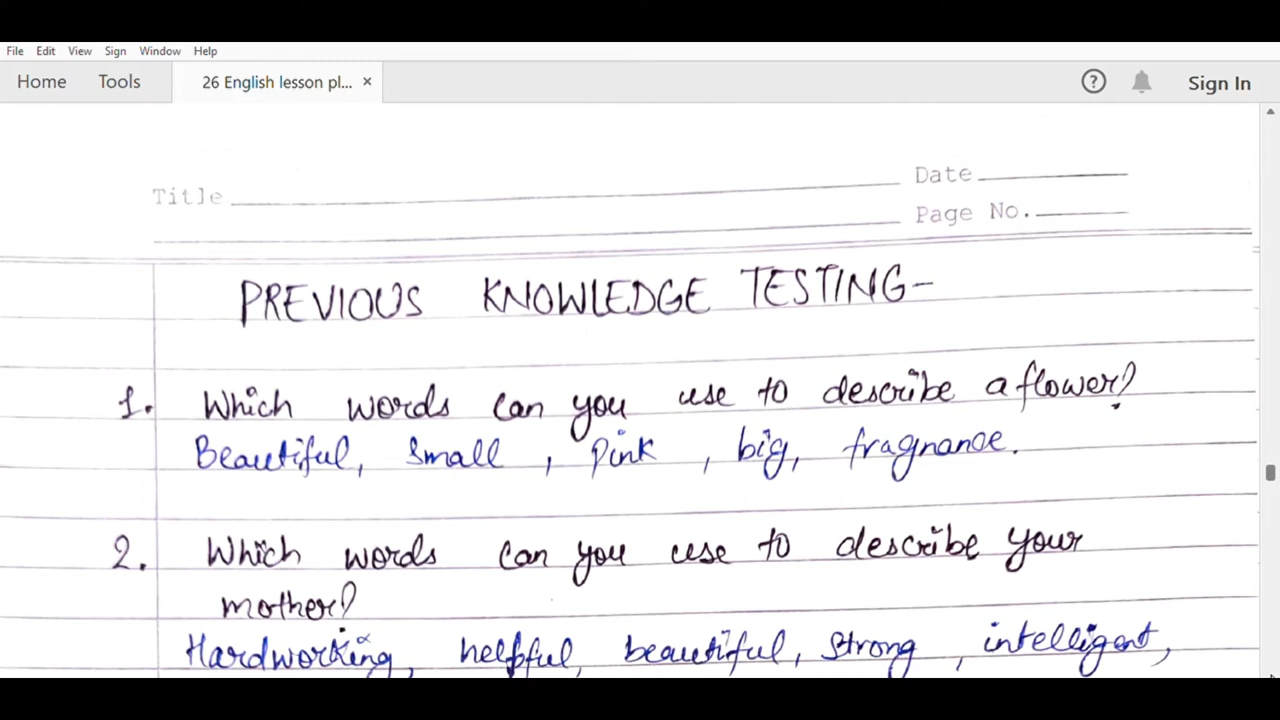 File Edit View Sign Window Help
Home Tools 26 English lesson pl... × ? Sign In
Title Date
Page No.
PREVIOUS KNOWLEDGE TESTING-
1. Which words can you use to describe a flower?
Beautiful, small, pink, big, fragnance.
2. Which words can you use to describe your
mother?
Hardworking, helpful, beautiful, strong, intelligent,